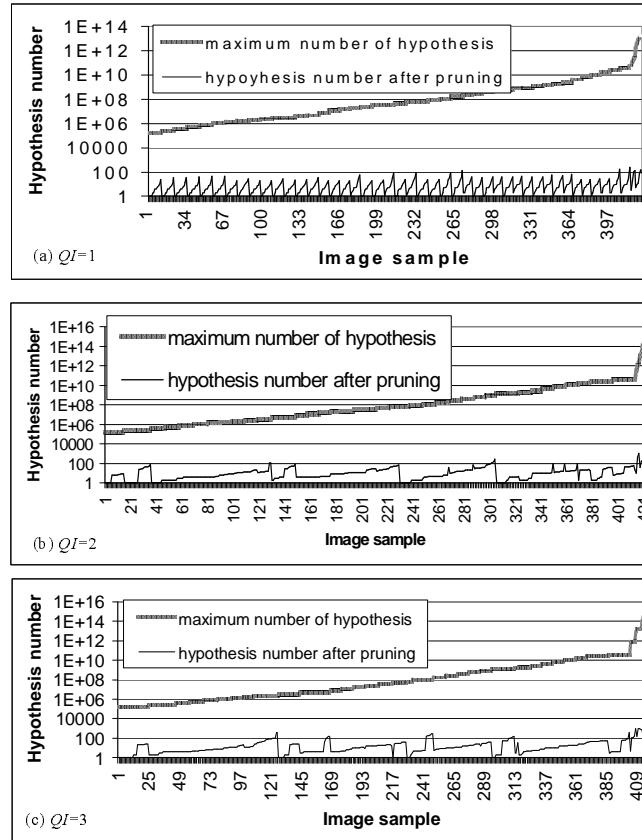 1E+14
1E+12
1E+10
1E+08
1E+06
10000
100
1
Hypothesis number
maximum number of hypothesis
hypoyhesis number after pruning
1 34 67 100 133 166 199 232 265 298 331 364 397
(a) QI=1
Image sample
1E+16
1E+14
1E+12
1E+10
1E+08
1E+06
10000
100
1
Hypothesis number
maximum number of hypothesis
hypothesis number after pruning
1 21 41 61 81 101 121 141 161 181 201 221 241 261 281 301 321 341 361 381 401 421
(b) QI=2
Image sample
1E+16
1E+14
1E+12
1E+10
1E+08
1E+06
10000
100
1
Hypothesis number
maximum number of hypothesis
hypothesis number after pruning
1 25 49 73 97 121 145 169 193 217 241 265 289 313 337 361 385 409
(c) QI=3
Image sample